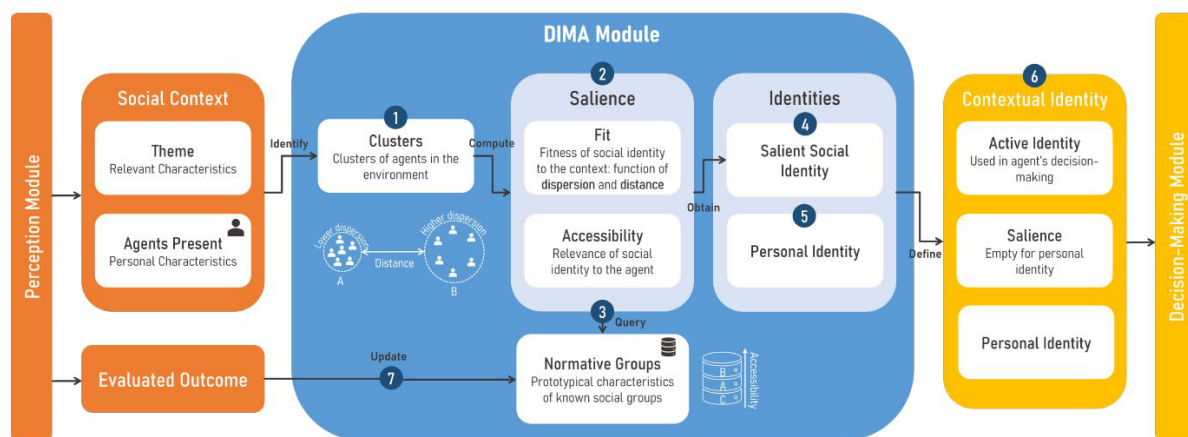 Perception Module
Social Context
Theme
Relevant Characteristics
Agents Present
Personal Characteristics
Evaluated Outcome
Identify
DIMA Module
1
Clusters
Clusters of agents in the
environment
Compute
Lower dispersion
Higher dispersion
Distance
A
B
2
Salience
Fit
Fitness of social identity
to the context: function of
dispersion and distance
Accessibility
Relevance of social
identity to the agent
3
Query
Normative Groups
Prototypical characteristics
of known social groups
B
A
C
Accessibility
Update
7
Obtain
Identities
4
Salient Social
Identity
5
Personal Identity
Define
6
Contextual Identity
Active Identity
Used in agent's decision-
making
Salience
Empty for personal
identity
Personal Identity
Decision-Making Module